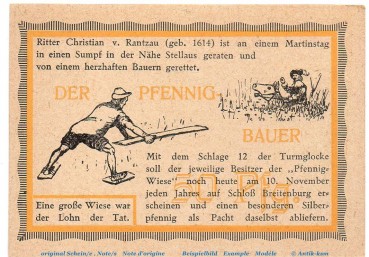 Ritter Christian v. Rantzau (geb. 1614) ist an einem Martinstag
in einen Sumpf in der Nähe Stellaus geraten und
von einem herzhaften Bauern gerettet.
DER PFENNIG-
BAUER
Mit dem Schlage 12 der Turmglocke
soll der jeweilige Besitzer der „Pfennig-
Wiese" noch heute am 10. November
jeden Jahres auf Schloß Breitenburg er-
scheinen und einen besonderen Silber-
pfennig als Pacht daselbst abliefern.
Eine große Wiese war
der Lohn der Tat.
original Schein/e . Note/s Note d'origine Beispielbild Example Modéle © Antik-kom